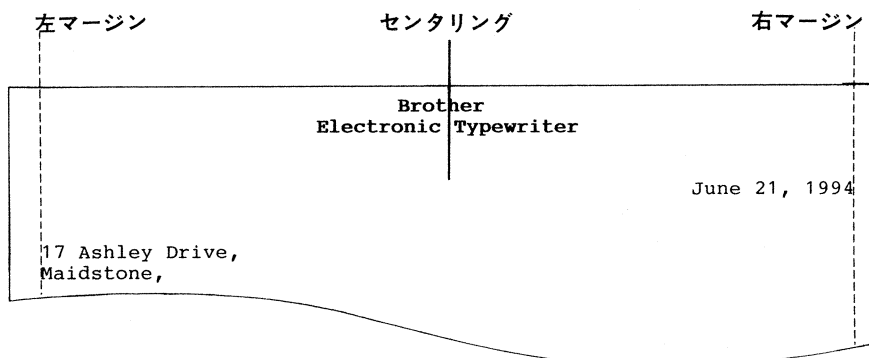 左マージン センタリング 右マージン
Brother
Electronic Typewriter
June 21, 1994
17 Ashley Drive,
Maidstone,